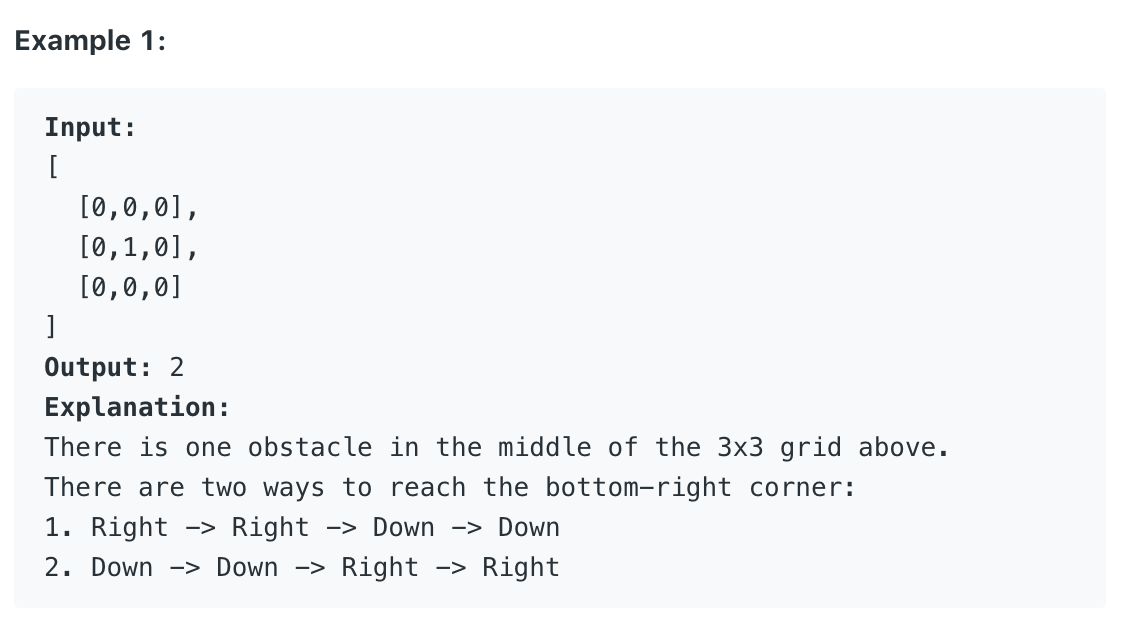 Example 1:
Input:
[
  [0,0,0],
  [0,1,0],
  [0,0,0]
]
Output: 2
Explanation:
There is one obstacle in the middle of the 3x3 grid above.
There are two ways to reach the bottom-right corner:
1. Right -> Right -> Down -> Down
2. Down -> Down -> Right -> Right